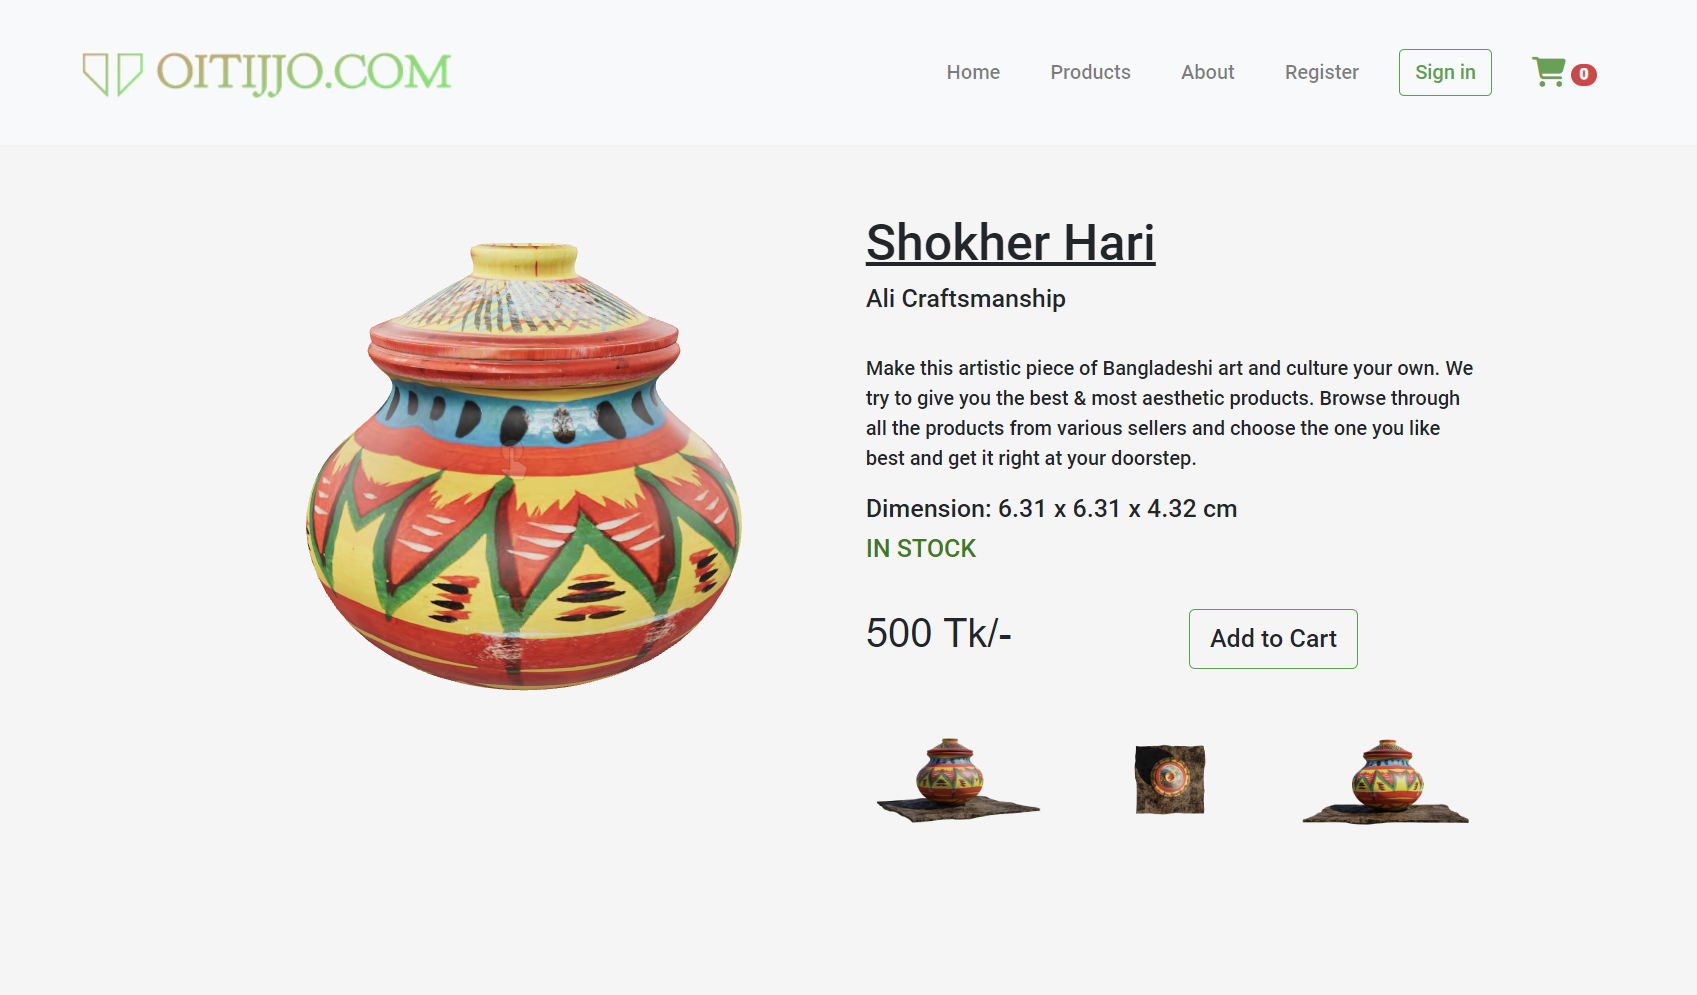 OITIJJO.COM
Home
Products
About
Register
Sign in
0
Shokher Hari
Ali Craftsmanship
Make this artistic piece of Bangladeshi art and culture your own. We
try to give you the best & most aesthetic products. Browse through
all the products from various sellers and choose the one you like
best and get it right at your doorstep.
Dimension: 6.31 x 6.31 x 4.32 cm
IN STOCK
500 Tk/-
Add to Cart